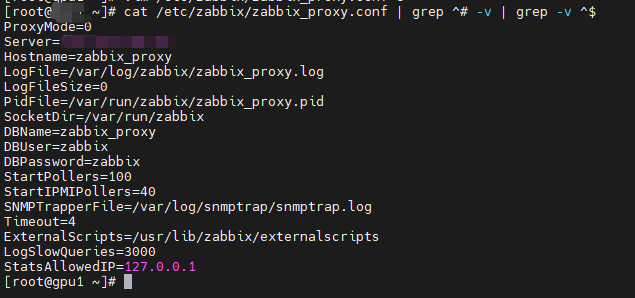 [root@ ~]# cat /etc/zabbix/zabbix_proxy.conf | grep ^# -v | grep -v ^$
ProxyMode=0
Server=
Hostname=zabbix_proxy
LogFile=/var/log/zabbix/zabbix_proxy.log
LogFileSize=0
PidFile=/var/run/zabbix/zabbix_proxy.pid
SocketDir=/var/run/zabbix
DBName=zabbix_proxy
DBUser=zabbix
DBPassword=zabbix
StartPollers=100
StartIPMIPollers=40
SNMPTrapperFile=/var/log/snmptrap/snmptrap.log
Timeout=4
ExternalScripts=/usr/lib/zabbix/externalscripts
LogSlowQueries=3000
StatsAllowedIP=127.0.0.1
[root@gpu1 ~]#